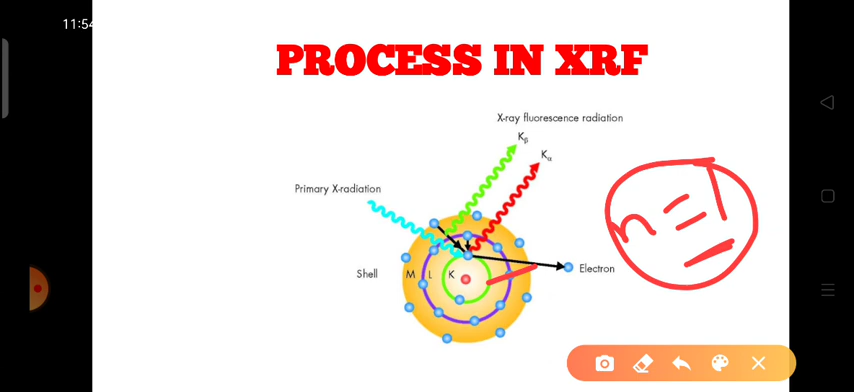 11:54
PROCESS IN XRF
X-ray fluorescence radiation
Kβ
Kα
Primary X-radiation
n=1
Shell
M L K
Electron